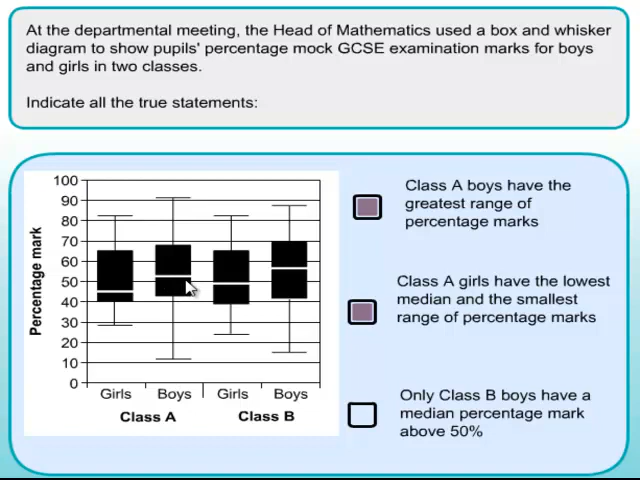 At the departmental meeting, the Head of Mathematics used a box and whisker
diagram to show pupils' percentage mock GCSE examination marks for boys
and girls in two classes.
Indicate all the true statements:
Percentage mark
100
90
80
70
60
50
40
30
20
10
0
Girls Boys Girls Boys
Class A Class B
Class A boys have the
greatest range of
percentage marks
Class A girls have the lowest
median and the smallest
range of percentage marks
Only Class B boys have a
median percentage mark
above 50%